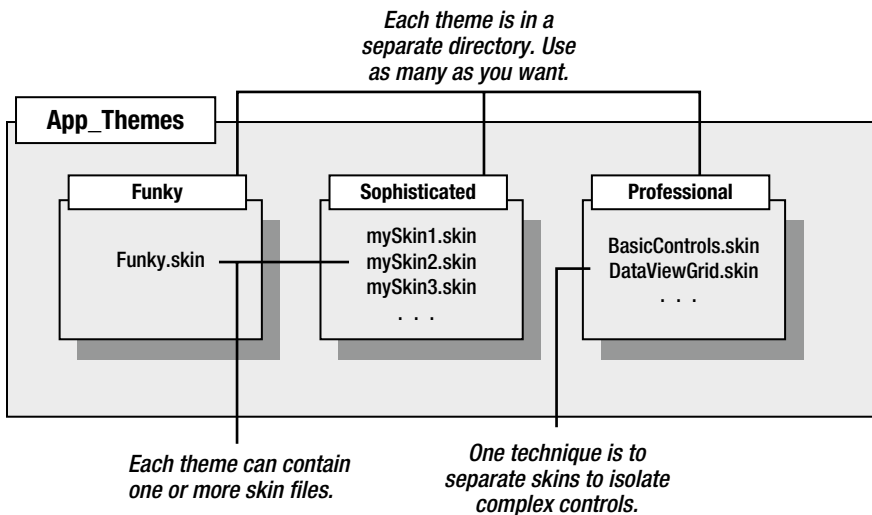 Each theme is in a
separate directory. Use
as many as you want.
App_Themes
Funky
Funky.skin
Sophisticated
mySkin1.skin
mySkin2.skin
mySkin3.skin
. . .
Professional
BasicControls.skin
DataViewGrid.skin
. . .
Each theme can contain
one or more skin files.
One technique is to
separate skins to isolate
complex controls.